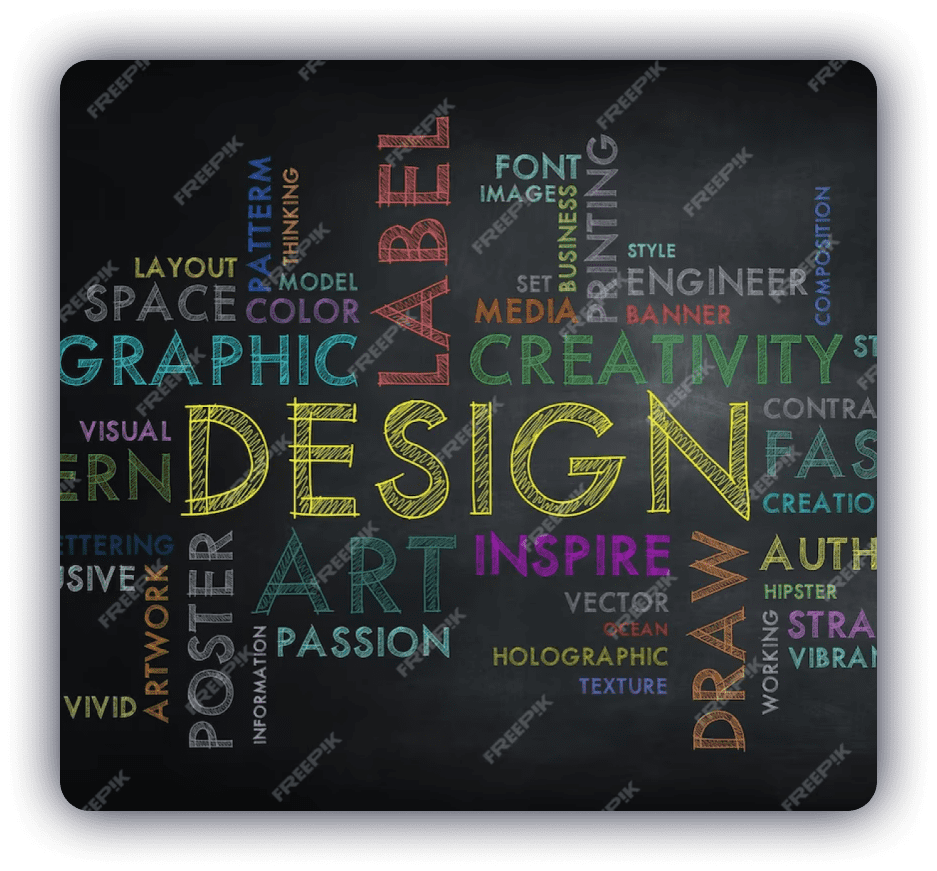 LABEL
FONT
IMAGES
BUSINESS
PRINTING
RATTERM
THINKING
STYLE
COMPOSITION
LAYOUT
MODEL
SET
ENGINEER
SPACE
COLOR
MEDIA
BANNER
GRAPHIC
CREATIVITY
ST
CONTRA
VISUAL
DESIGN
FAS
ERN
CREATIO
ETTERING
POSTER
ART
INSPIRE
DRAW
AUTH
USIVE
ARTWORK
VECTOR
HIPSTER
PASSION
INFORMATION
OCEAN
WORKING
STRA
HOLOGRAPHIC
VIBRAN
TEXTURE
VIVID
FREEPIK